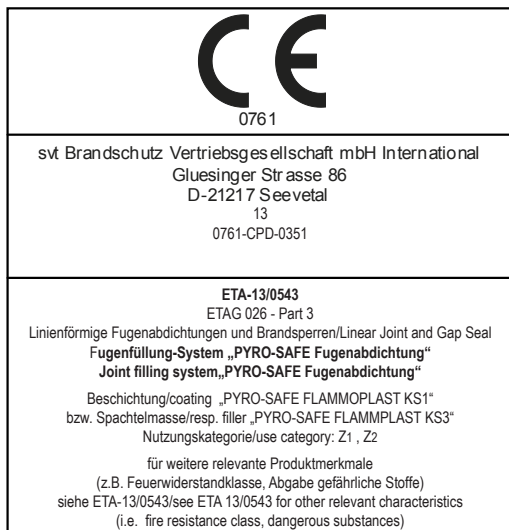 CE
0761
svt Brandschutz Vertriebsgesellschaft mbH International
Gluesinger Strasse 86
D-21217 Seevetal
13
0761-CPD-0351
ETA-13/0543
ETAG 026 - Part 3
Linienförmige Fugenabdichtungen und Brandsperren/Linear Joint and Gap Seal
Fugenfüllung-System „PYRO-SAFE Fugenabdichtung“
Joint filling system„PYRO-SAFE Fugenabdichtung“
Beschichtung/coating „PYRO-SAFE FLAMMOPLAST KS1“
bzw. Spachtelmasse/resp. filler „PYRO-SAFE FLAMMPLAST KS3“
Nutzungskategorie/use category: Z1 , Z2
für weitere relevante Produktmerkmale
(z.B. Feuerwiderstandklasse, Abgabe gefährliche Stoffe)
siehe ETA-13/0543/see ETA 13/0543 for other relevant characteristics
(i.e. fire resistance class, dangerous substances)